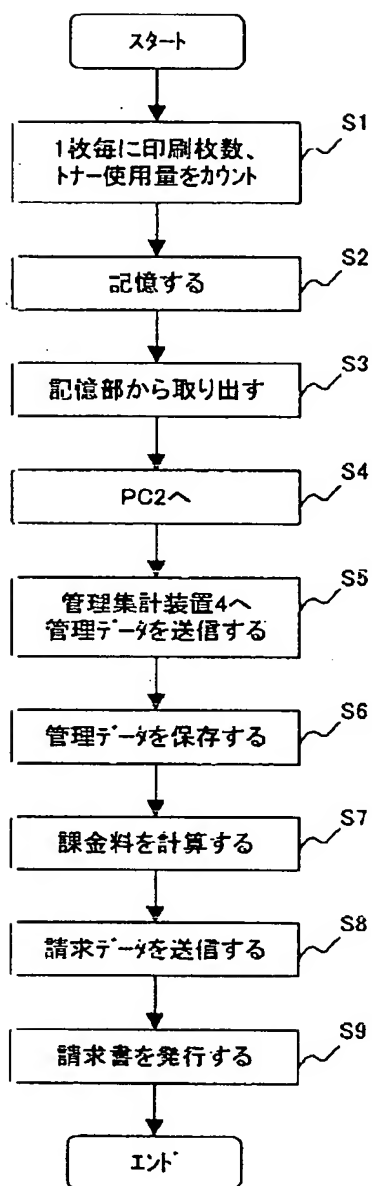 スタート
S1
1枚毎に印刷枚数、
トナー使用量をカウント
S2
記憶する
S3
記憶部から取り出す
S4
PC2へ
S5
管理集計装置4へ
管理データを送信する
S6
管理データを保存する
S7
課金料を計算する
S8
請求データを送信する
S9
請求書を発行する
エンド